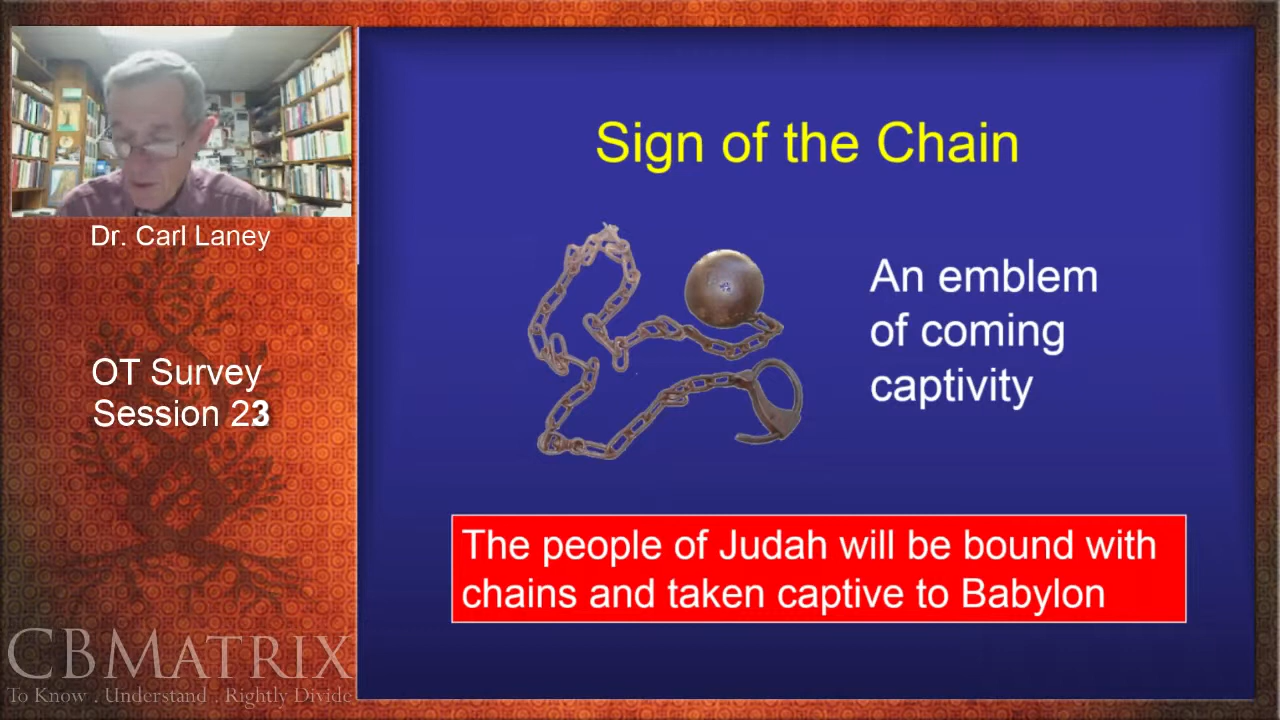 Sign of the Chain
Dr. Carl Laney
An emblem
of coming
captivity
OT Survey
Session 23
The people of Judah will be bound with
chains and taken captive to Babylon
CBMATRIX
To Know . Understand . Rightly Divide